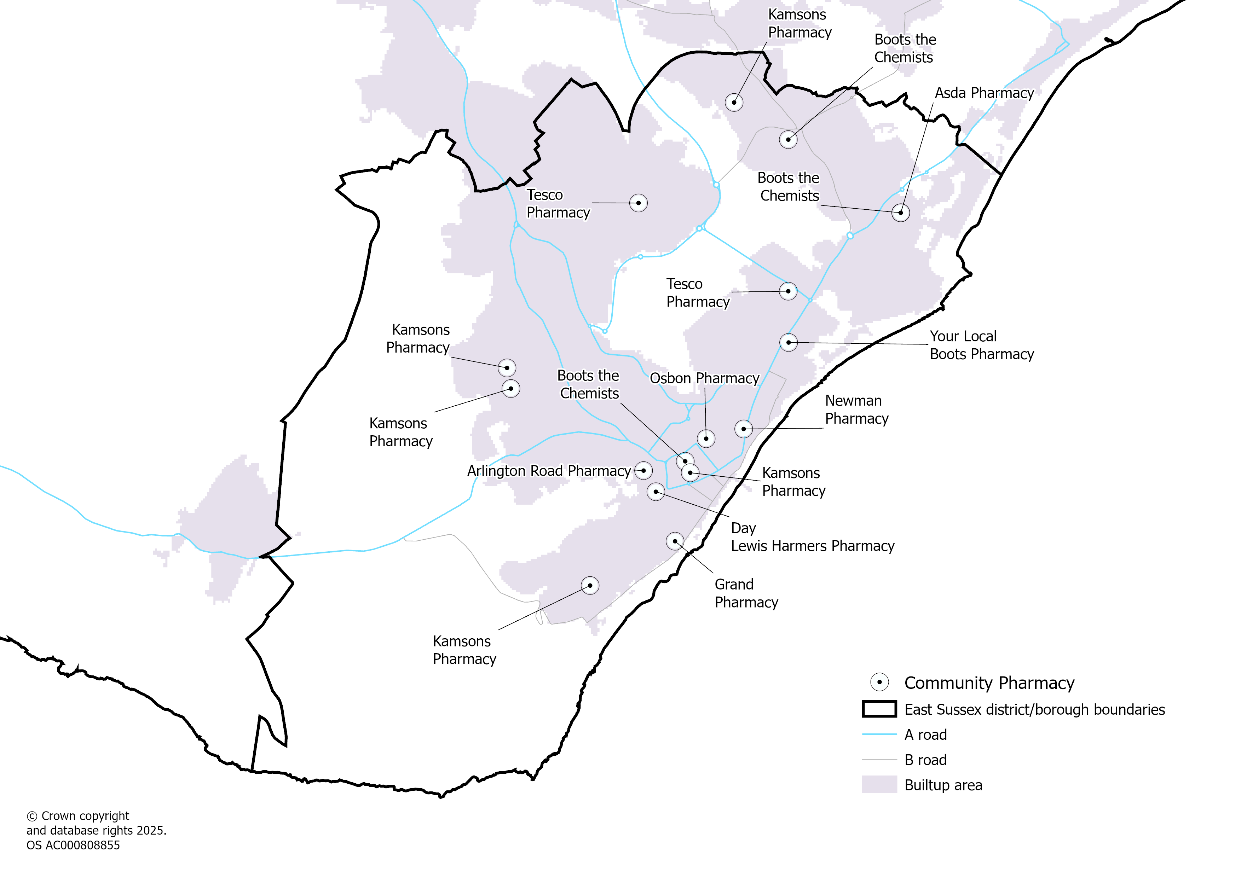 Kamsons
Pharmacy
Boots the
Chemists
Asda Pharmacy
Boots the
Chemists
Tesco
Pharmacy
Tesco
Pharmacy
Kamsons
Pharmacy
Your Local
Boots Pharmacy
Boots the
Chemists
Osbon Pharmacy
Newman
Pharmacy
Kamsons
Pharmacy
Arlington Road Pharmacy
Kamsons
Pharmacy
Day
Lewis Harmers Pharmacy
Grand
Pharmacy
Kamsons
Pharmacy
Community Pharmacy
East Sussex district/borough boundaries
A road
B road
Builtup area
© Crown copyright
and database rights 2025.
OS AC000808855